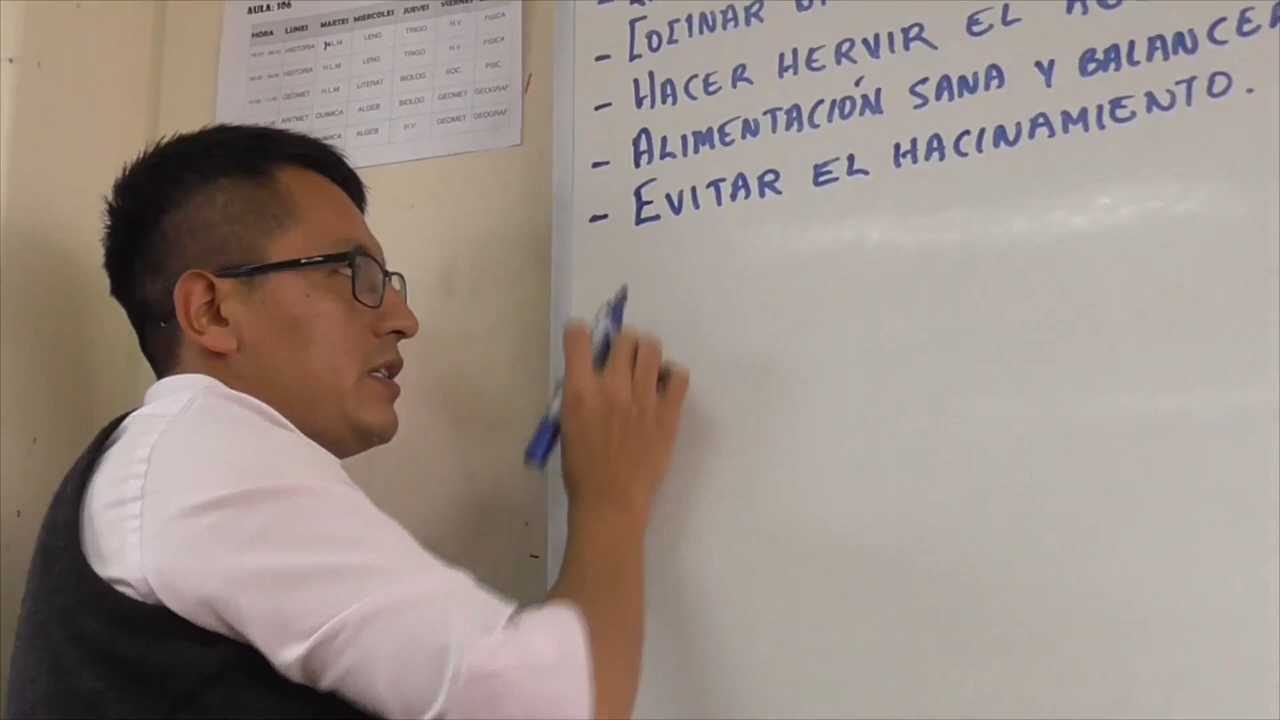 AULA: 106
HORA LUNES MARTES MIERCOLES JUEVES VIERNES
HISTORIA H.L.M LENG TRIGO H.V. FISICA
HISTORIA H.L.M LENG TRIGO H.V FISICA
GEOMET H.L.M LITERAT BIOLOG SOC PSIC
ARITMET QUIMICA ALGEB BIOLOG GEOMET GEOGRAF
ALGEB H.V. GEOMET GEOGRAF
- COCINAR
- HACER HERVIR EL
- ALIMENTACIÓN SANA Y BALANCEA
- EVITAR EL HACINAMIENTO.